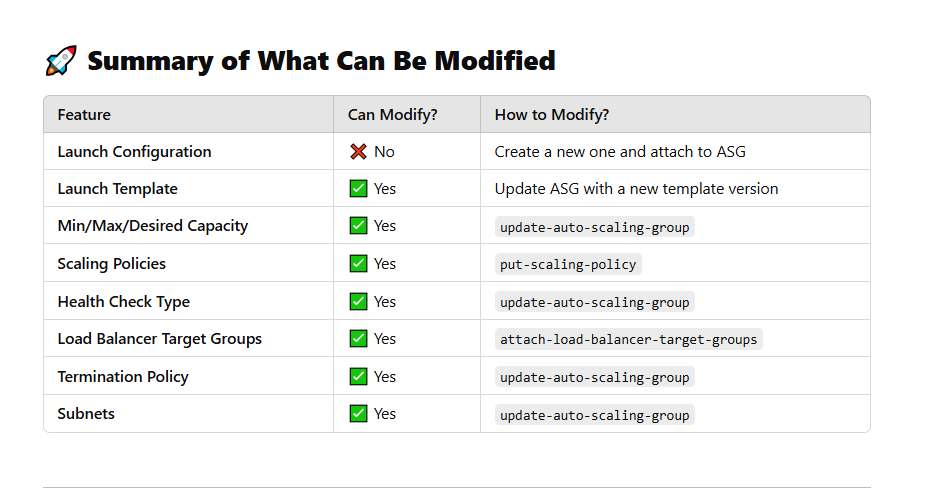 🚀 Summary of What Can Be Modified
Feature Can Modify? How to Modify?
Launch Configuration ❌ No Create a new one and attach to ASG
Launch Template ✅ Yes Update ASG with a new template version
Min/Max/Desired Capacity ✅ Yes update-auto-scaling-group
Scaling Policies ✅ Yes put-scaling-policy
Health Check Type ✅ Yes update-auto-scaling-group
Load Balancer Target Groups ✅ Yes attach-load-balancer-target-groups
Termination Policy ✅ Yes update-auto-scaling-group
Subnets ✅ Yes update-auto-scaling-group